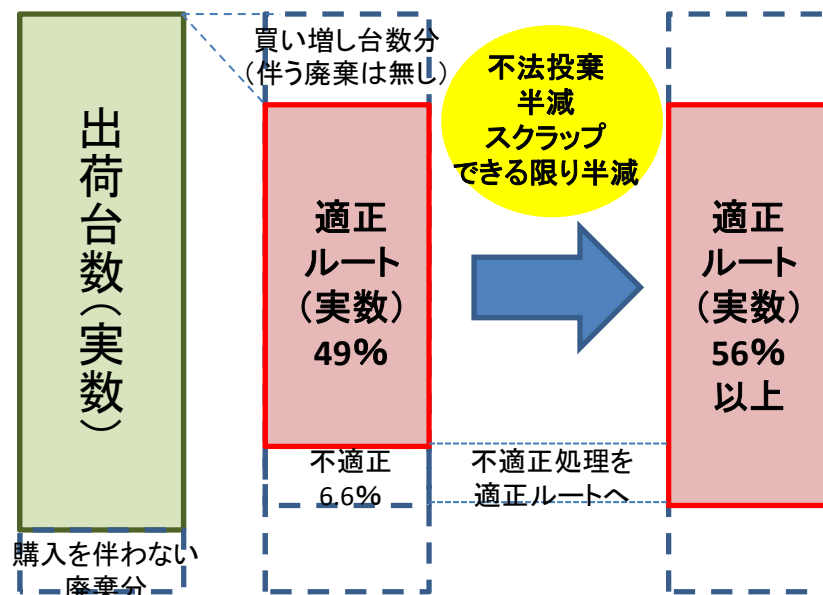 出荷台数（実数）
購入を伴わない
廃棄分
買い増し台数分
（伴う廃棄は無し）
適正
ルート
（実数）
49%
不適正
6.6%
不法投棄
半減
スクラップ
できる限り半減
不適正処理を
適正ルートへ
適正
ルート
（実数）
56%
以上